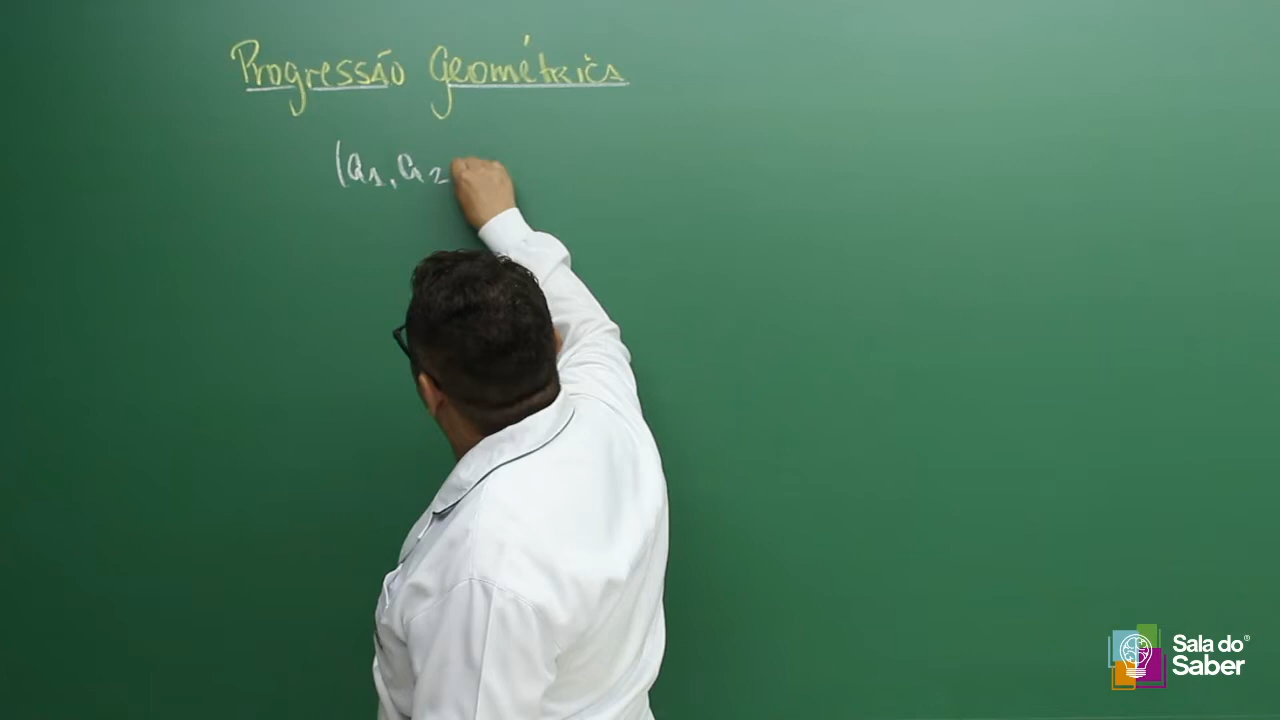 Progressão Geométrica
(a₁, a₂
Sala do®
Saber